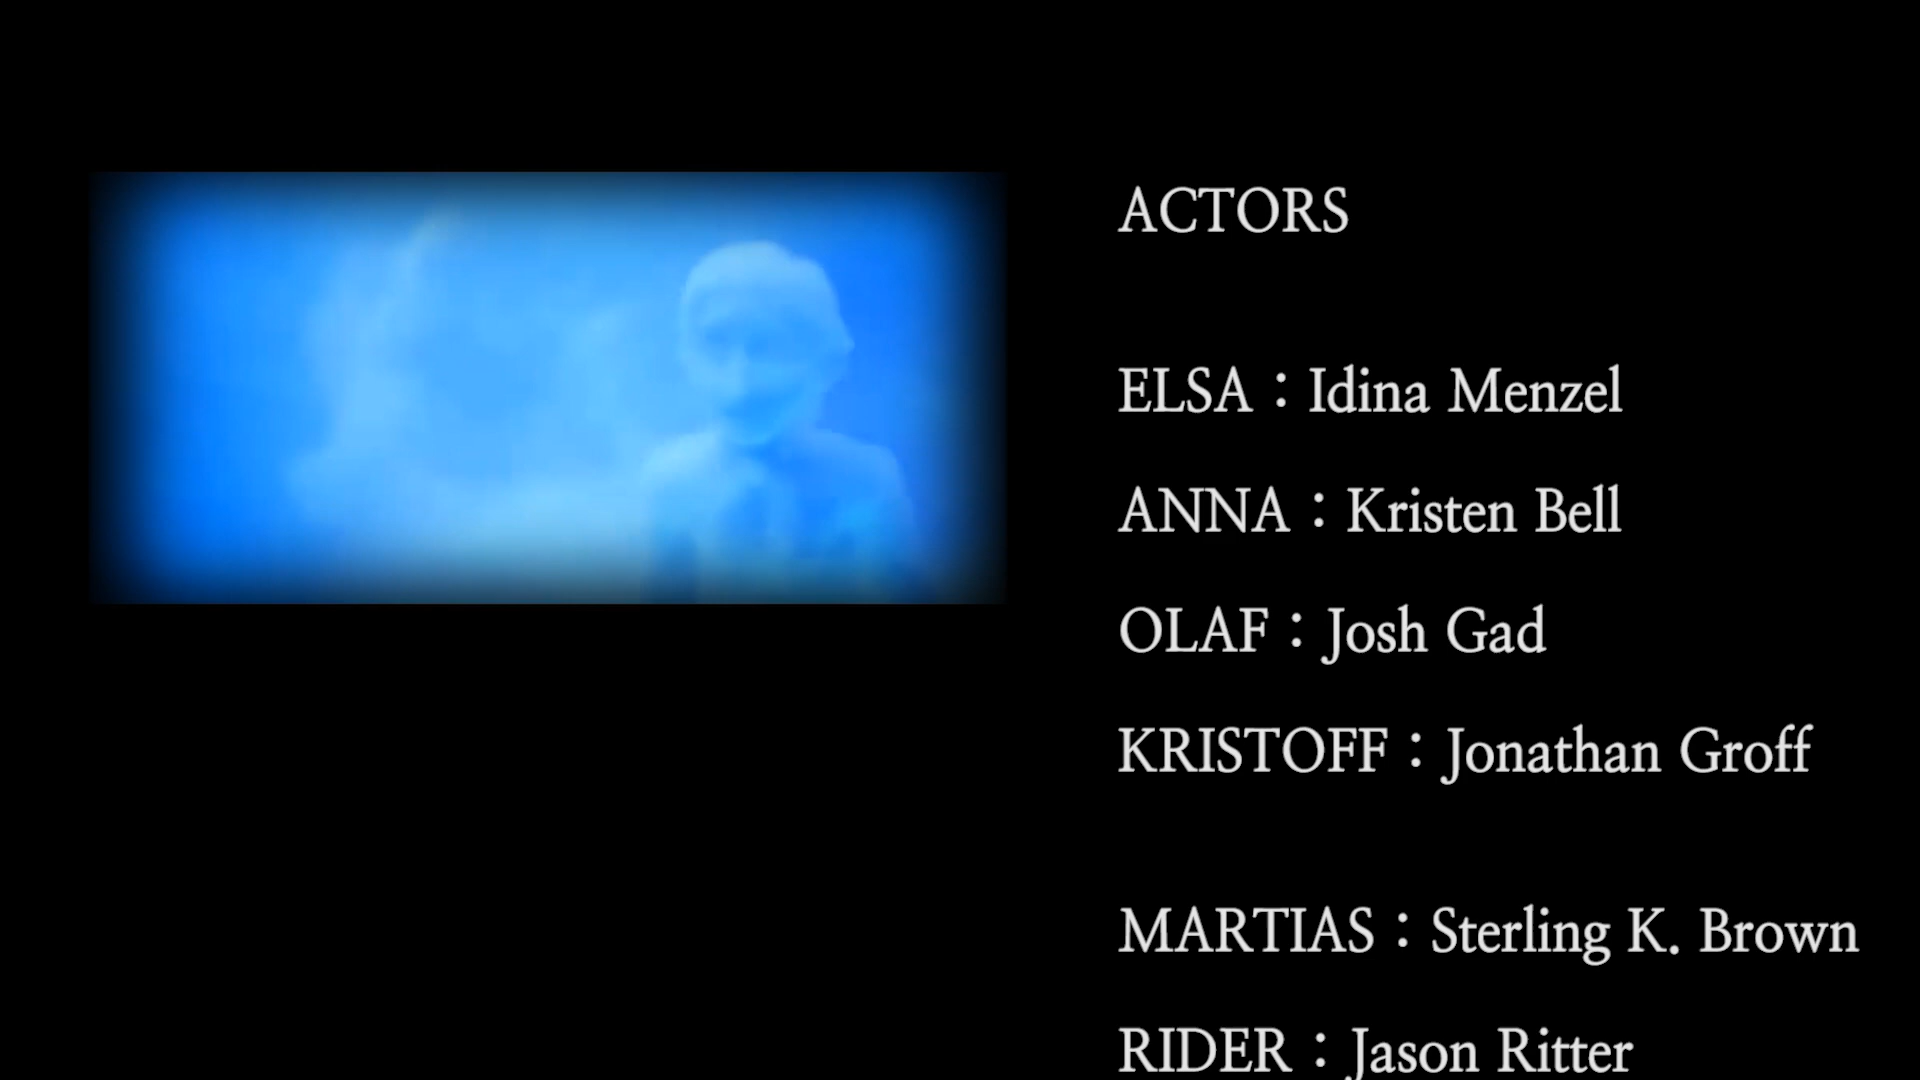 ACTORS
ELSA : Idina Menzel
ANNA : Kristen Bell
OLAF : Josh Gad
KRISTOFF : Jonathan Groff
MARTIAS : Sterling K. Brown
RIDER : Jason Ritter